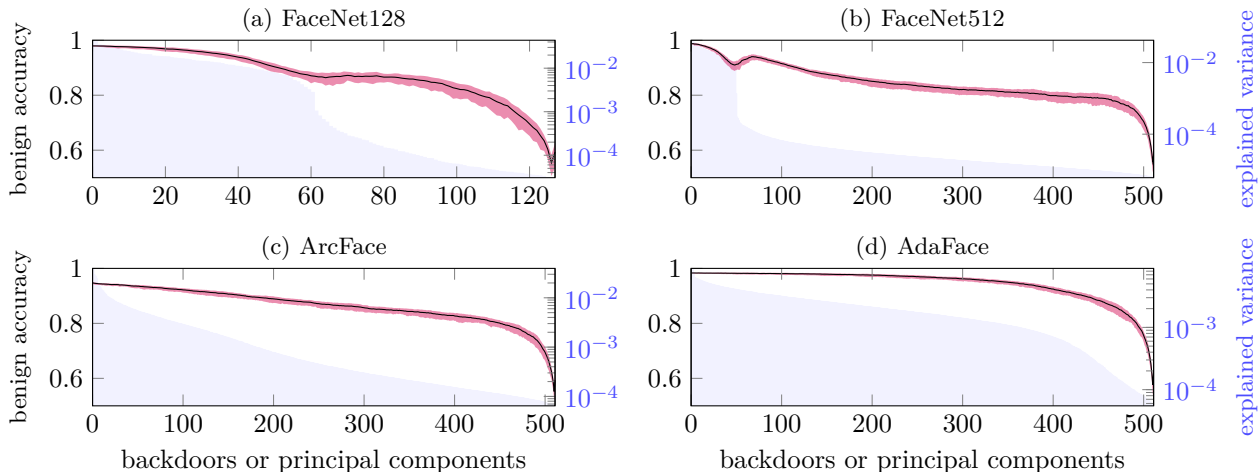 (a) FaceNet128
(b) FaceNet512
benign accuracy
1
0.8
0.6
10⁻²
10⁻³
10⁻⁴
0 20 40 60 80 100 120
1
0.8
0.6
10⁻²
10⁻⁴
explained variance
0 100 200 300 400 500
(c) ArcFace
(d) AdaFace
benign accuracy
1
0.8
0.6
10⁻²
10⁻³
10⁻⁴
0 100 200 300 400 500
1
0.8
0.6
10⁻³
10⁻⁴
explained variance
0 100 200 300 400 500
backdoors or principal components
backdoors or principal components